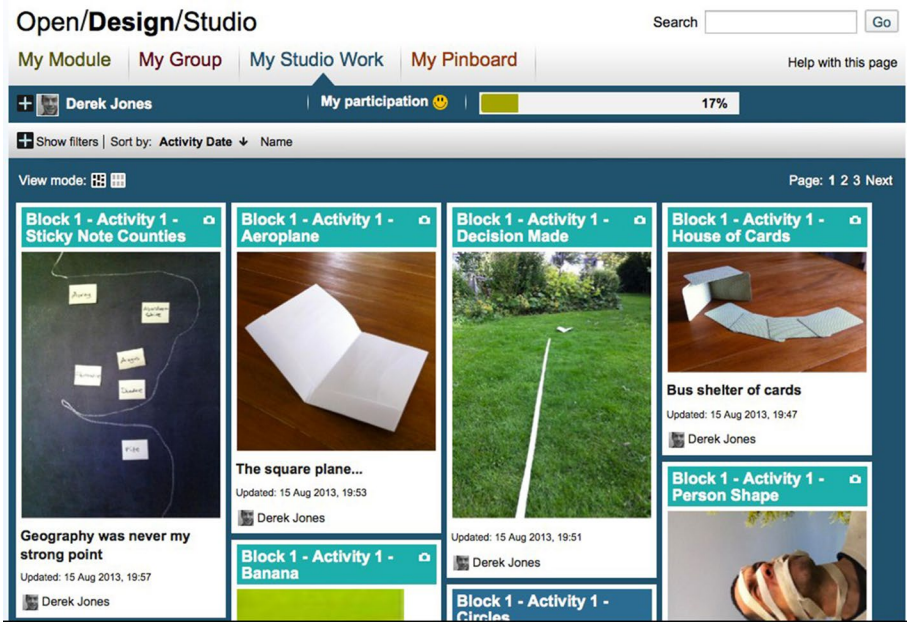 Open/Design/Studio
Search
Go
My Module
My Group
My Studio Work
My Pinboard
Help with this page
Derek Jones
My participation
17%
Show filters | Sort by: Activity Date Name
View mode:
Page: 1 2 3 Next
Block 1 - Activity 1 -
Sticky Note Counties
Geography was never my
strong point
Updated: 15 Aug 2013, 19:57
Derek Jones
Block 1 - Activity 1 -
Aeroplane
The square plane...
Updated: 15 Aug 2013, 19:53
Derek Jones
Block 1 - Activity 1 -
Banana
Block 1 - Activity 1 -
Decision Made
Updated: 15 Aug 2013, 19:51
Derek Jones
Block 1 - Activity 1 -
Circles
Block 1 - Activity 1 -
House of Cards
Bus shelter of cards
Updated: 15 Aug 2013, 19:47
Derek Jones
Block 1 - Activity 1 -
Person Shape